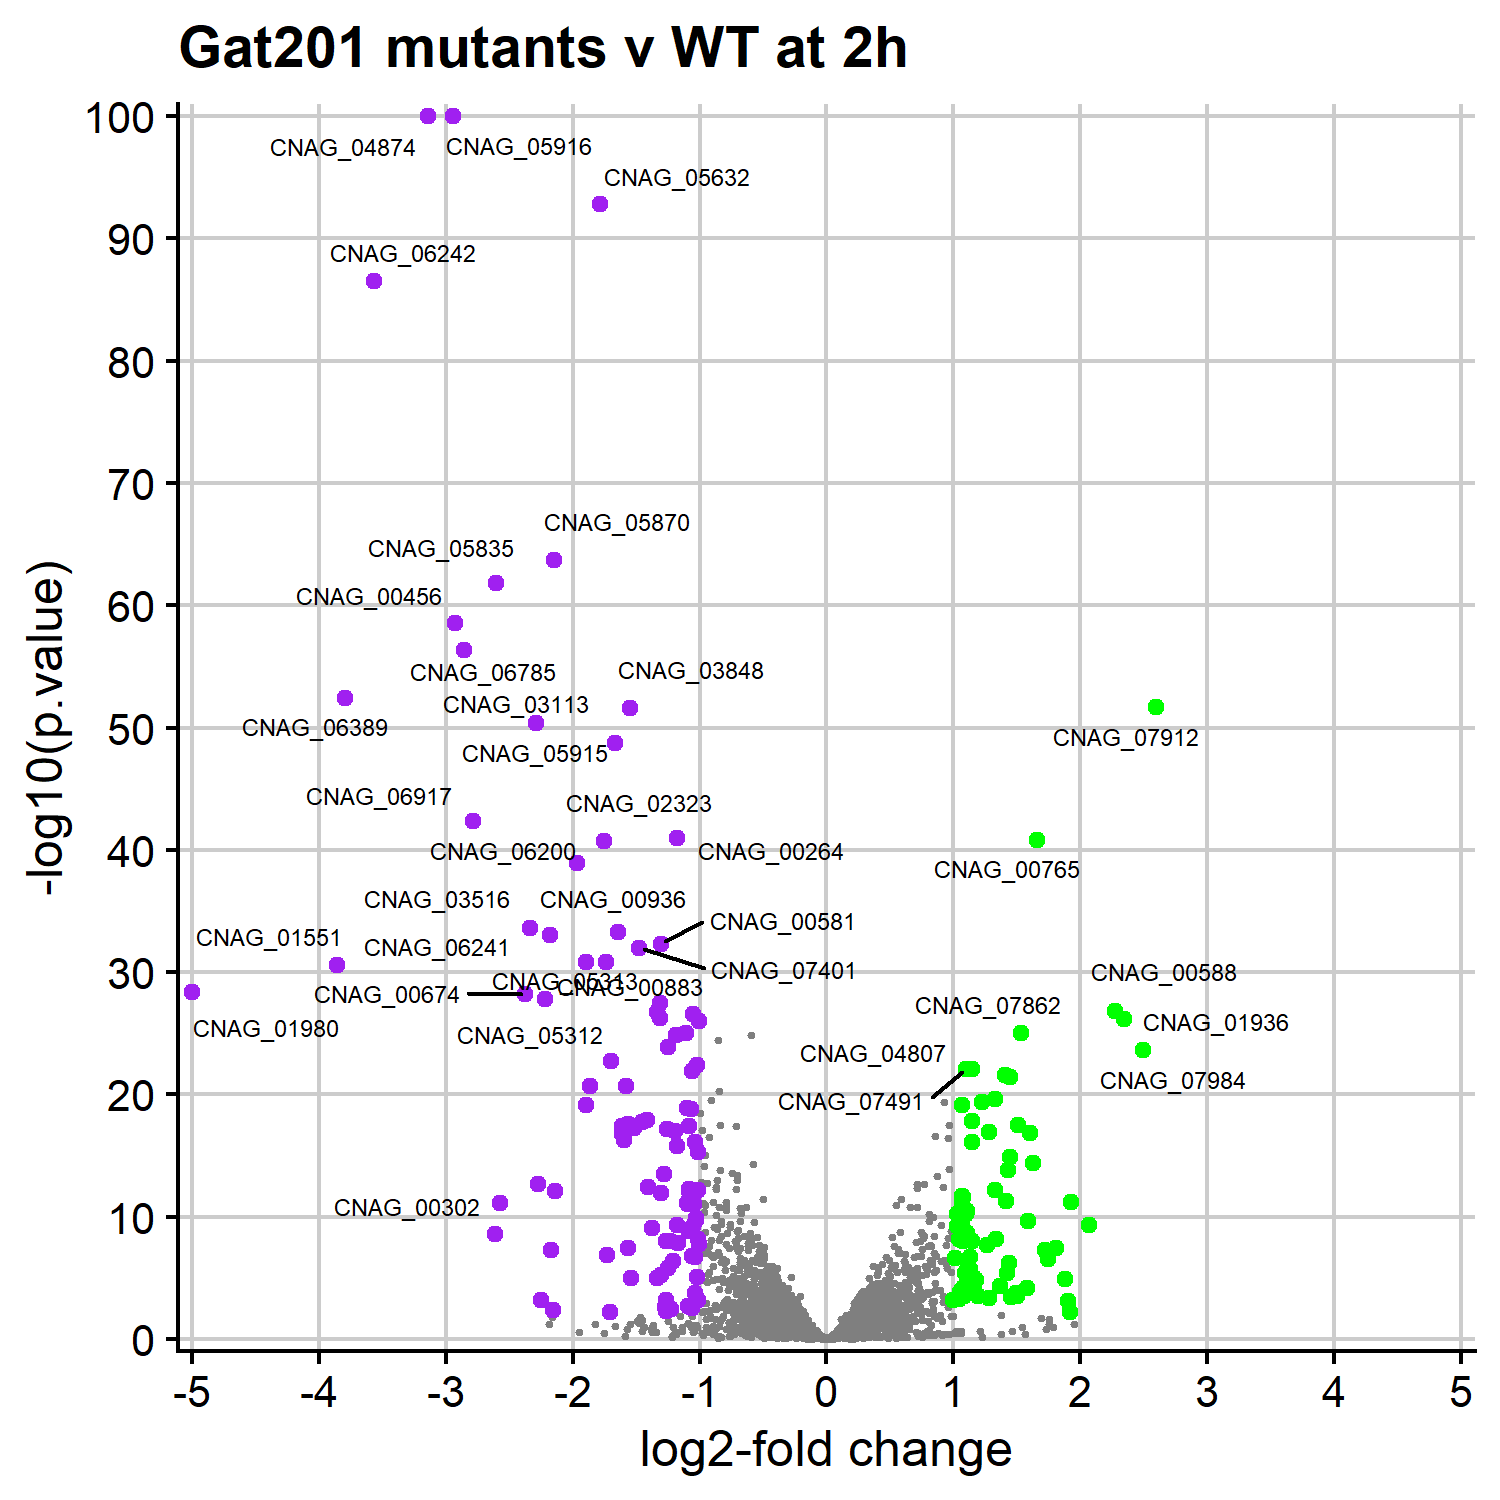 Gat201 mutants v WT at 2h
100
CNAG_04874
CNAG_05916
CNAG_05632
90
CNAG_06242
80
70
CNAG_05870
CNAG_05835
CNAG_00456
60
CNAG_06785
CNAG_03848
CNAG_03113
CNAG_06389
50
CNAG_07912
CNAG_05915
CNAG_06917
CNAG_02323
40
CNAG_06200
CNAG_00264
CNAG_00765
CNAG_03516
CNAG_00936
CNAG_00581
CNAG_01551
CNAG_06241
CNAG_07401
30
CNAG_00588
CNAG_05313
CNAG_00883
CNAG_00674
CNAG_07862
CNAG_01980
CNAG_05312
CNAG_01936
CNAG_04807
CNAG_07984
20
CNAG_07491
CNAG_00302
10
0
-log10(p.value)
-5 -4 -3 -2 -1 0 1 2 3 4 5
log2-fold change